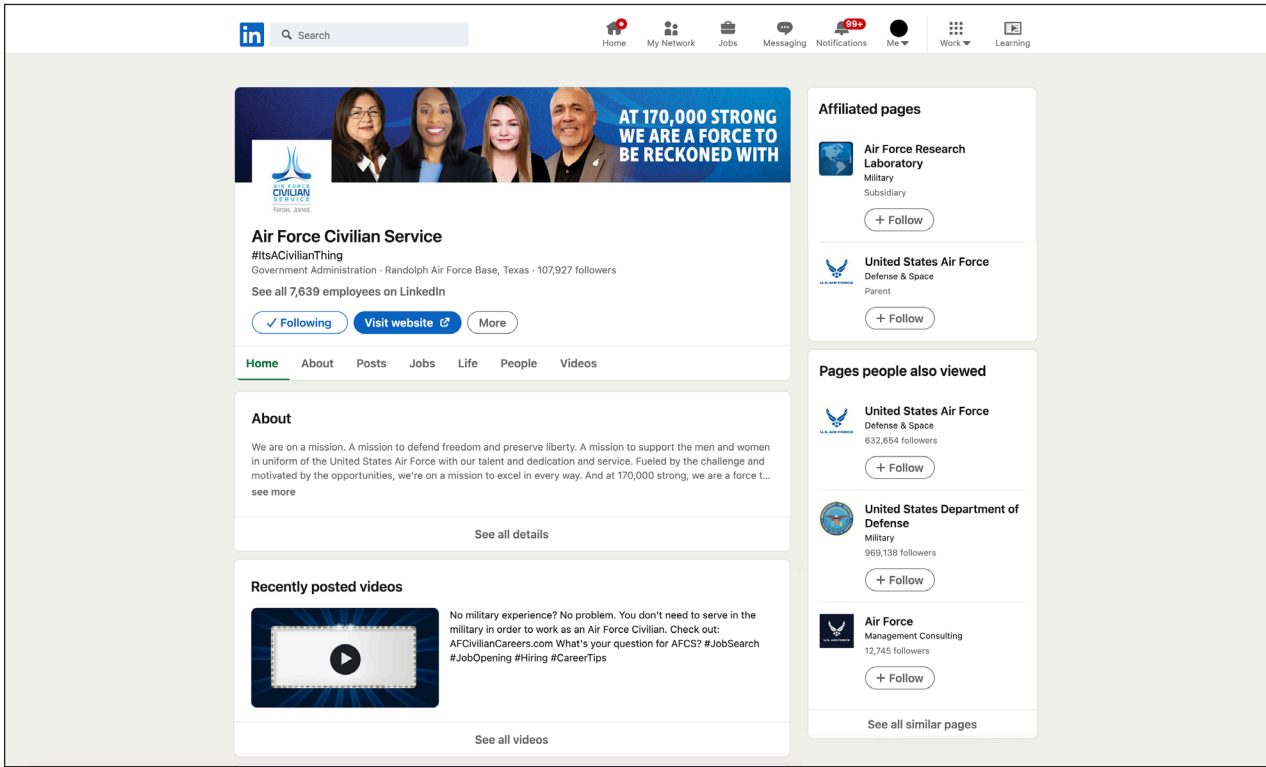 in
Search
Home
My Network
Jobs
Messaging
99+
Notifications
Me
Work
Learning
AT 170,000 STRONG
WE ARE A FORCE TO
BE RECKONED WITH
AIR FORCE
CIVILIAN
SERVICE
Forces. Joined.
Air Force Civilian Service
#ItsACivilianThing
Government Administration · Randolph Air Force Base, Texas · 107,927 followers
See all 7,639 employees on LinkedIn
Following
Visit website
More
Home
About
Posts
Jobs
Life
People
Videos
About
We are on a mission. A mission to defend freedom and preserve liberty. A mission to support the men and women
in uniform of the United States Air Force with our talent and dedication and service. Fueled by the challenge and
motivated by the opportunities, we're on a mission to excel in every way. And at 170,000 strong, we are a force t...
see more
See all details
Recently posted videos
No military experience? No problem. You don't need to serve in the
military in order to work as an Air Force Civilian. Check out:
AFCivilianCareers.com What's your question for AFCS? #JobSearch
#JobOpening #Hiring #CareerTips
See all videos
Affiliated pages
Air Force Research
Laboratory
Military
Subsidiary
+ Follow
U.S. AIR FORCE
United States Air Force
Defense & Space
Parent
+ Follow
Pages people also viewed
U.S. AIR FORCE
United States Air Force
Defense & Space
632,654 followers
+ Follow
United States Department of
Defense
Military
969,138 followers
+ Follow
U.S. AIR FORCE
Air Force
Management Consulting
12,745 followers
+ Follow
See all similar pages